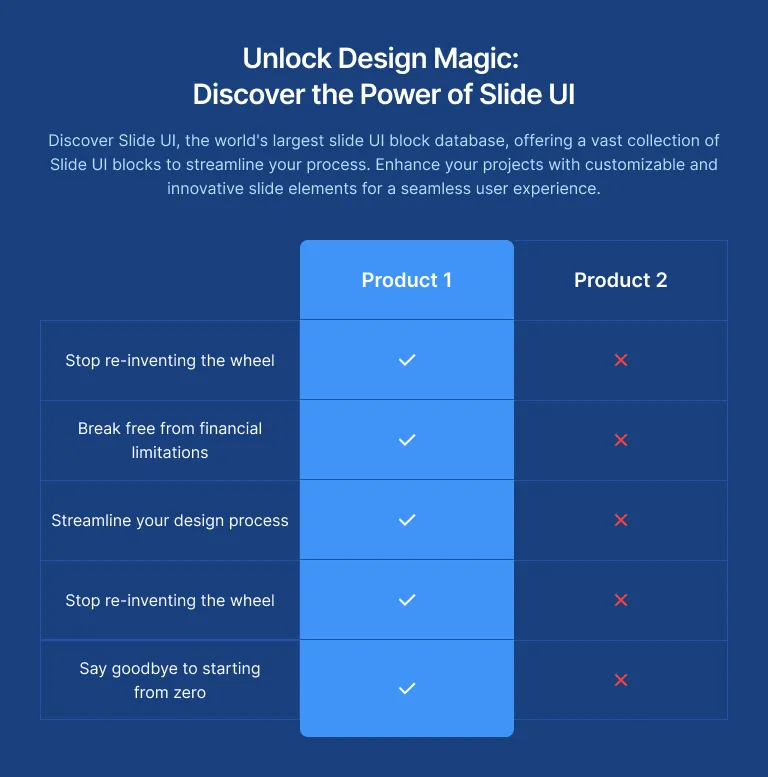 Unlock Design Magic:
Discover the Power of Slide UI
Discover Slide UI, the world's largest slide UI block database, offering a vast collection of
Slide UI blocks to streamline your process. Enhance your projects with customizable and
innovative slide elements for a seamless user experience.
Product 1
Product 2
Stop re-inventing the wheel
Break free from financial
limitations
Streamline your design process
Stop re-inventing the wheel
Say goodbye to starting
from zero